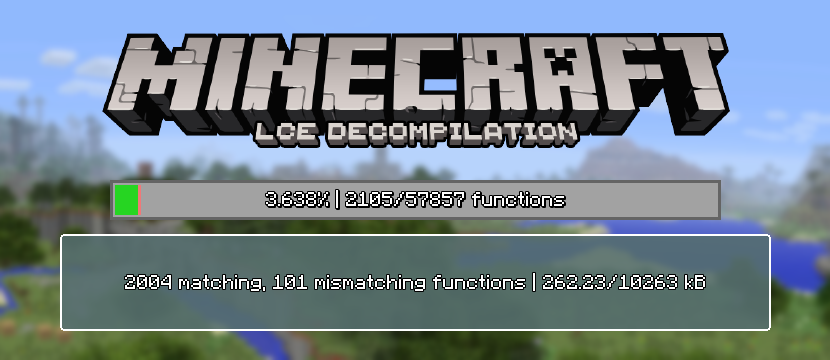 MINECRAFT
LCE DECOMPILATION
3.638% | 2105/57857 functions
2004 matching, 101 mismatching functions | 262.23/10263 kB